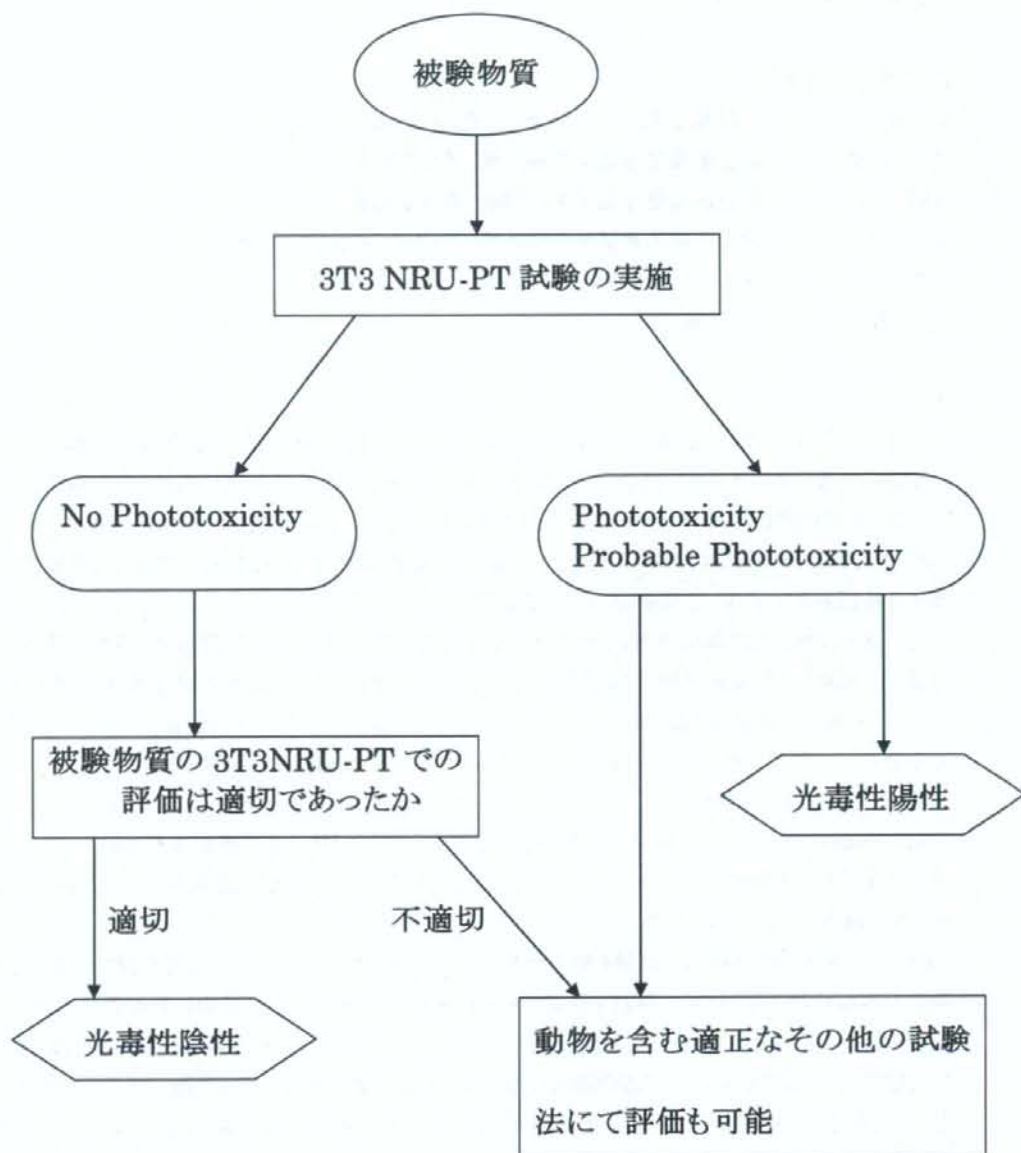 被験物質
3T3 NRU-PT 試験の実施
No Phototoxicity
Phototoxicity
Probable Phototoxicity
被験物質の 3T3NRU-PT での
評価は適切であったか
光毒性陽性
適切
不適切
光毒性陰性
動物を含む適正なその他の試験
法にて評価も可能